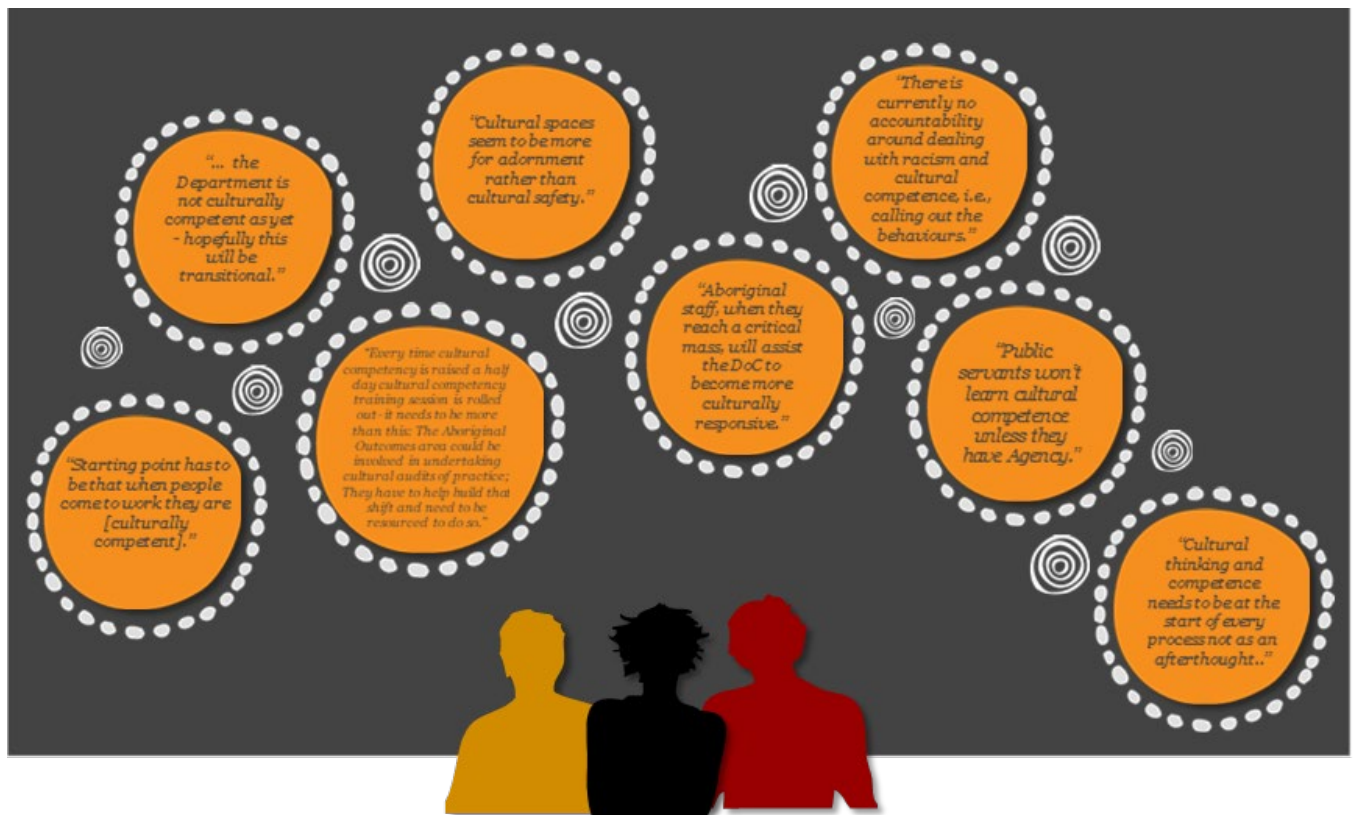 “... the
Department is
not culturally
competent as yet
- hopefully this
will be
transitional.”
“Cultural spaces
seem to be more
for adornment
rather than
cultural safety.”
“There is
currently no
accountability
around dealing
with racism and
cultural
competence, i.e.,
calling out the
behaviours.”
“Starting point has to
be that when people
come to work they are
[culturally
competent].”
“Every time cultural
competency is raised a half
day cultural competency
training session is rolled
out - it needs to be more
than this: The Aboriginal
Outcomes area could be
involved in undertaking
cultural audits of practice;
They have to help build that
shift and need to be
resourced to do so.”
“Aboriginal
staff, when they
reach a critical
mass, will assist
the DoC to
become more
culturally
responsive.”
“Public
servants won't
learn cultural
competence
unless they
have Agency.”
“Cultural
thinking and
competence
needs to be at the
start of every
process not as an
afterthought..”